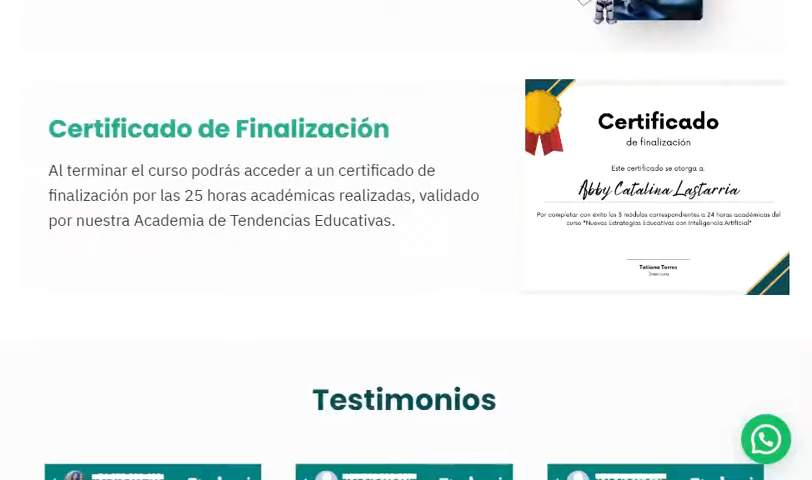 Certificado de Finalización
Al terminar el curso podrás acceder a un certificado de
finalización por las 25 horas académicas realizadas, validado
por nuestra Academia de Tendencias Educativas.
Certificado
de finalización
Este certificado se otorga a:
Abby Catalina Lastarria
Por completar con éxito los 3 módulos correspondientes a 24 horas académicas del
curso "Nuevas Estrategias Educativas con Inteligencia Artificial"
Tatiana Torres
Testimonios